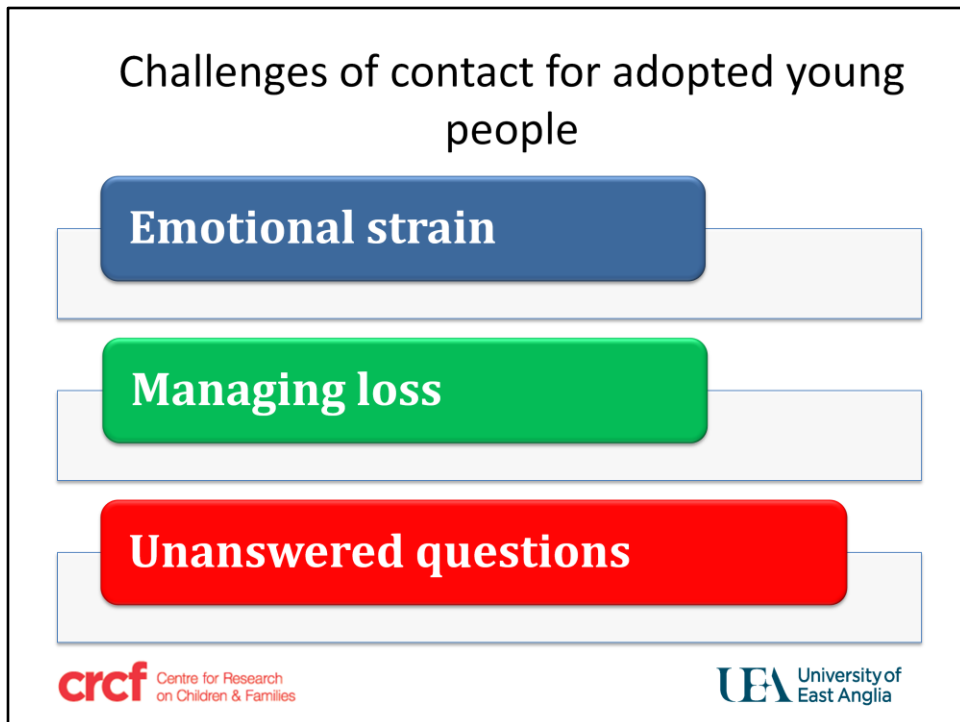 Challenges of contact for adopted young
people
Emotional strain
Managing loss
Unanswered questions
crcf Centre for Research
on Children & Families
UEA University of
East Anglia